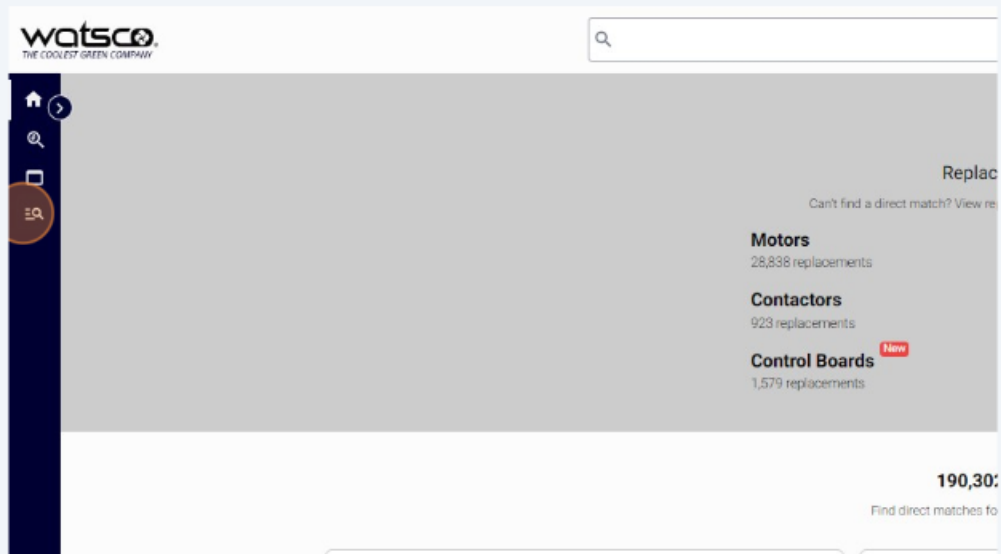 watsco
THE COOLEST GREEN COMPANY
Replac
Can't find a direct match? View re
Motors
28,838 replacements
Contactors
923 replacements
New
Control Boards
1,579 replacements
190,302
Find direct matches fo